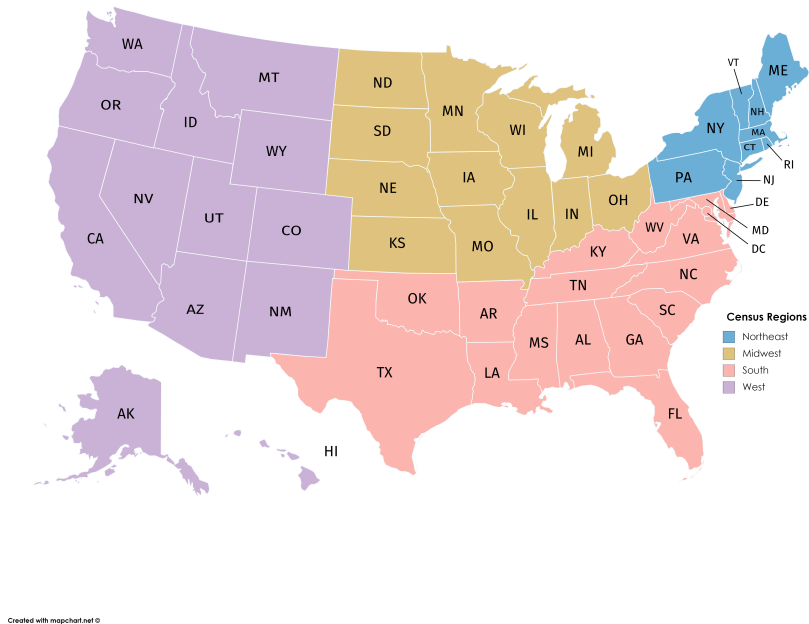 WA
MT
ND
MN
VT
ME
OR
ID
SD
WI
NY
NH
MA
CT
RI
WY
MI
NE
IA
PA
NJ
NV
UT
CO
IL
IN
OH
DE
CA
KS
MO
KY
WV
VA
MD
DC
AZ
NM
OK
AR
TN
NC
SC
TX
LA
MS
AL
GA
Census Regions
Northeast
Midwest
South
West
AK
HI
FL
Created with mapchart.net ©